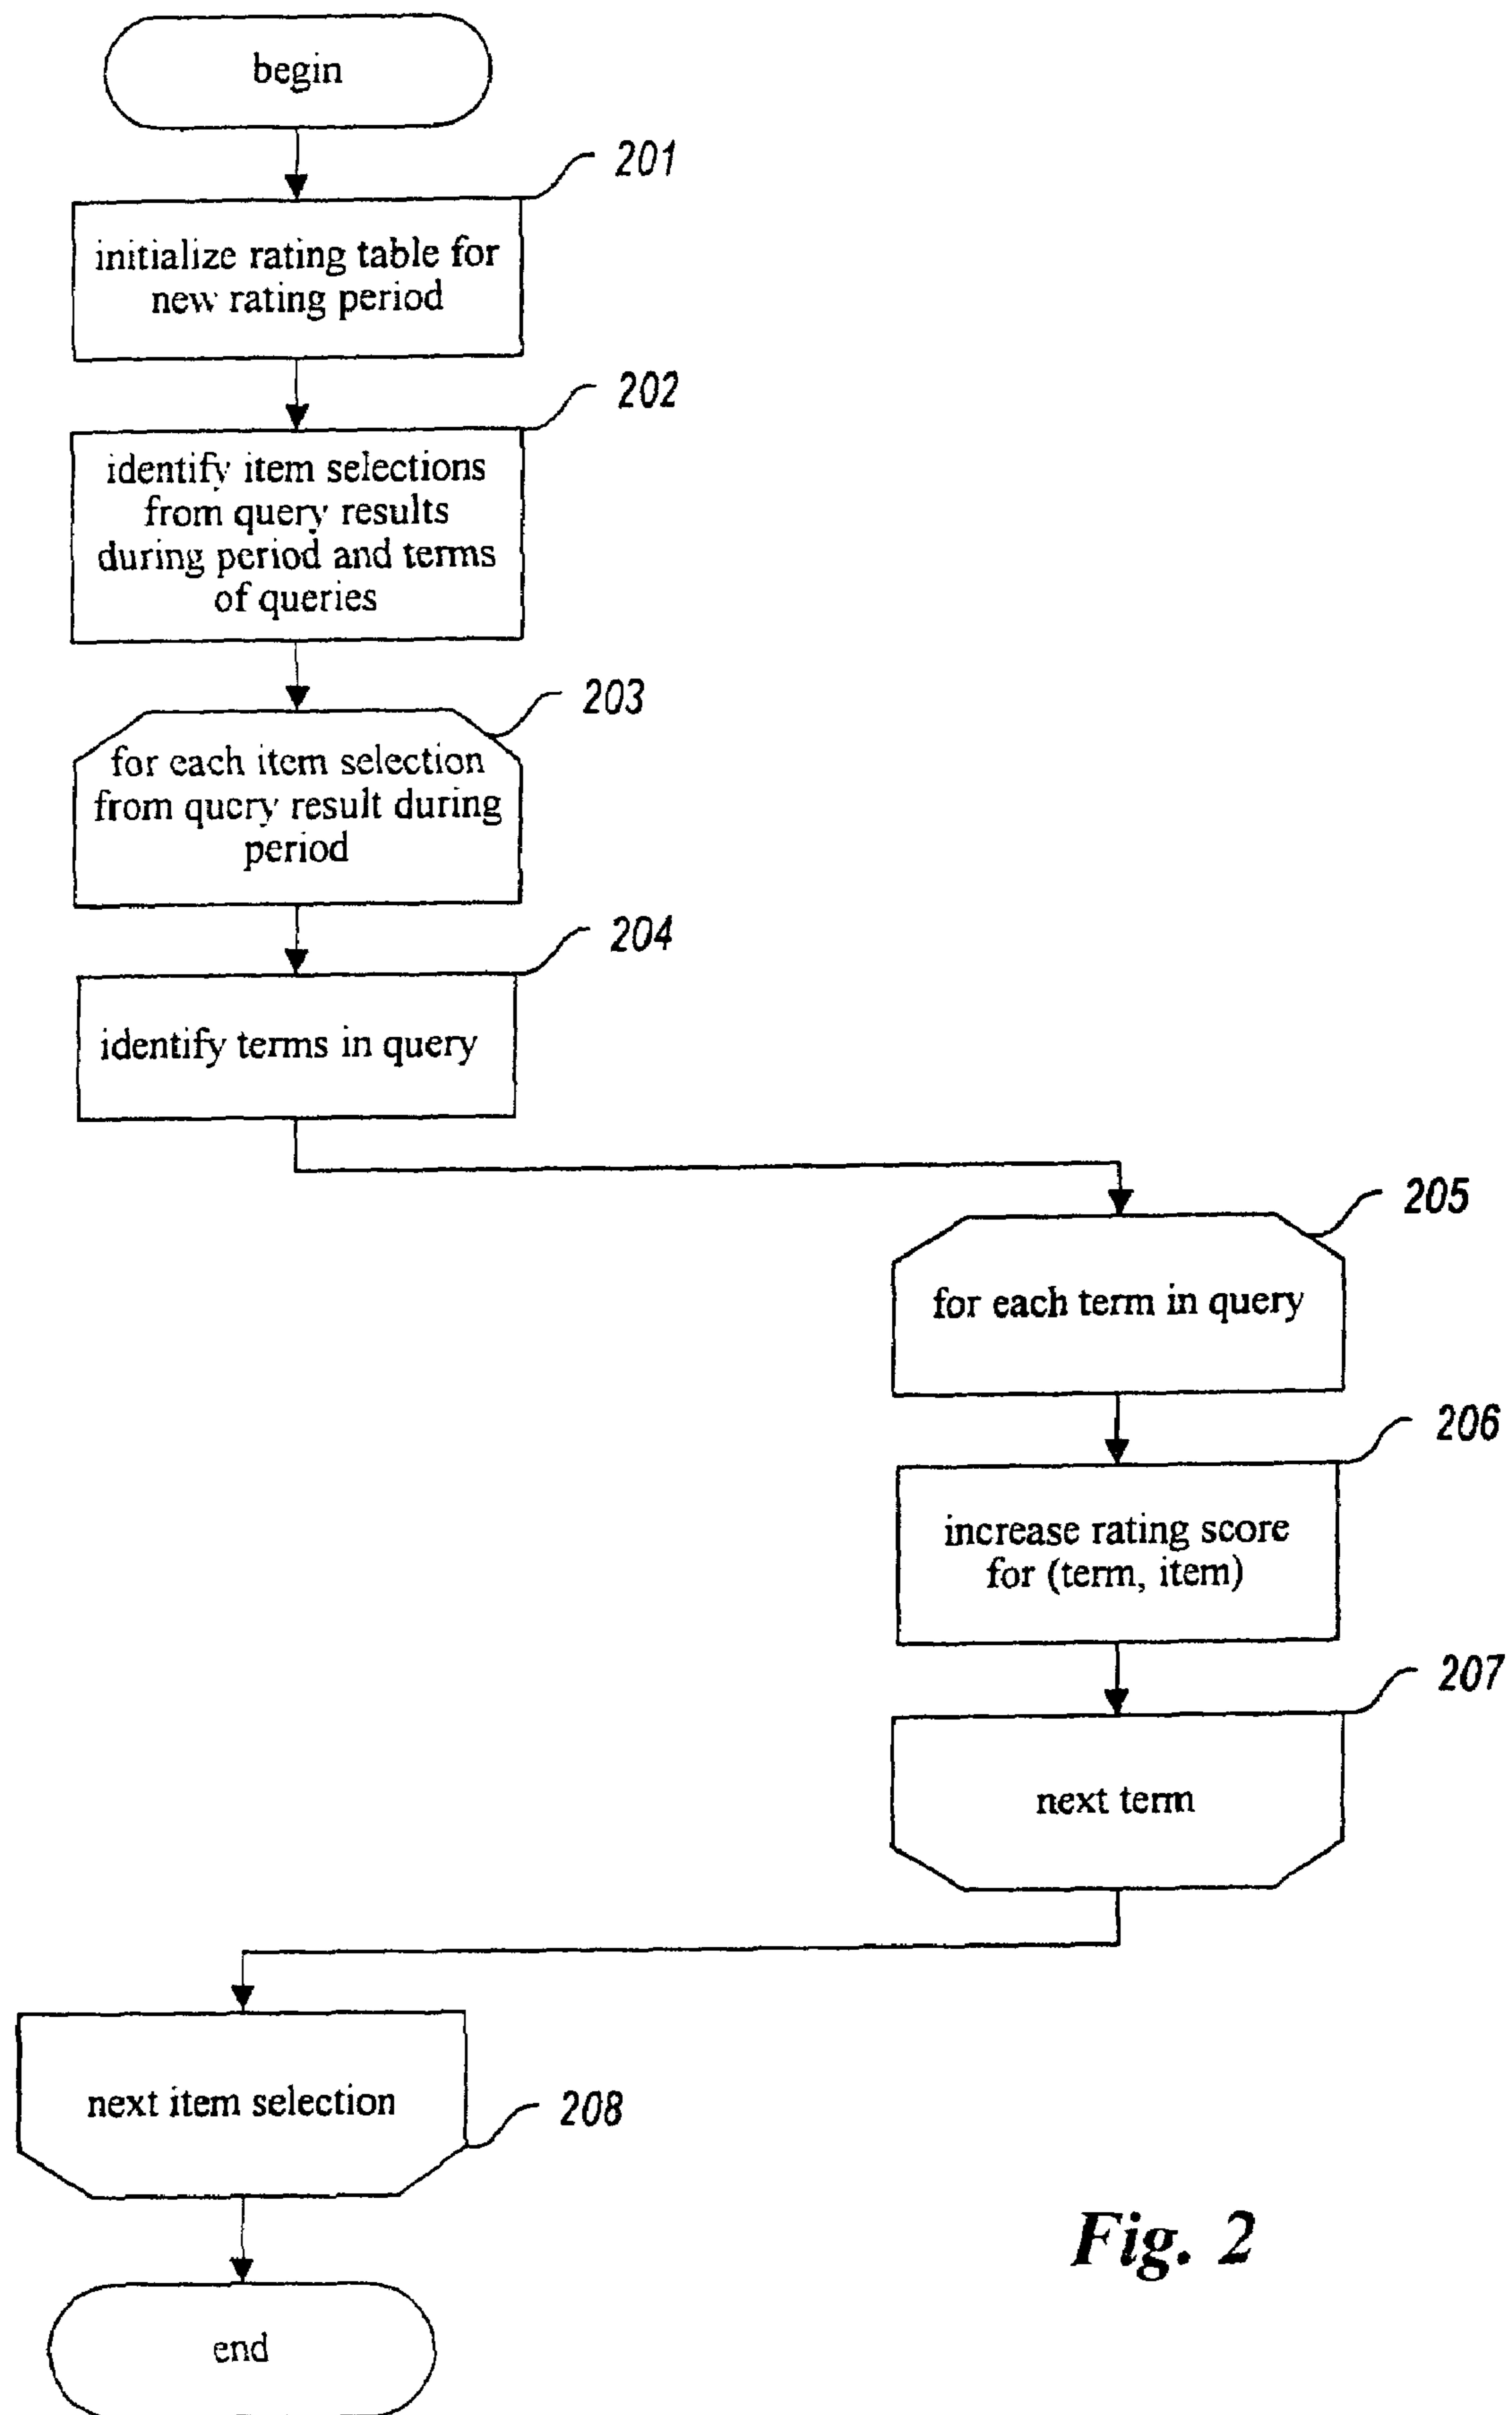 begin
201
initialize rating table for
new rating period
202
identify item selections
from query results
during period and terms
of queries
203
for each item selection
from query result during
period
204
identify terms in query
205
for each term in query
206
increase rating score
for (term, item)
207
next term
next item selection
208
end
Fig. 2